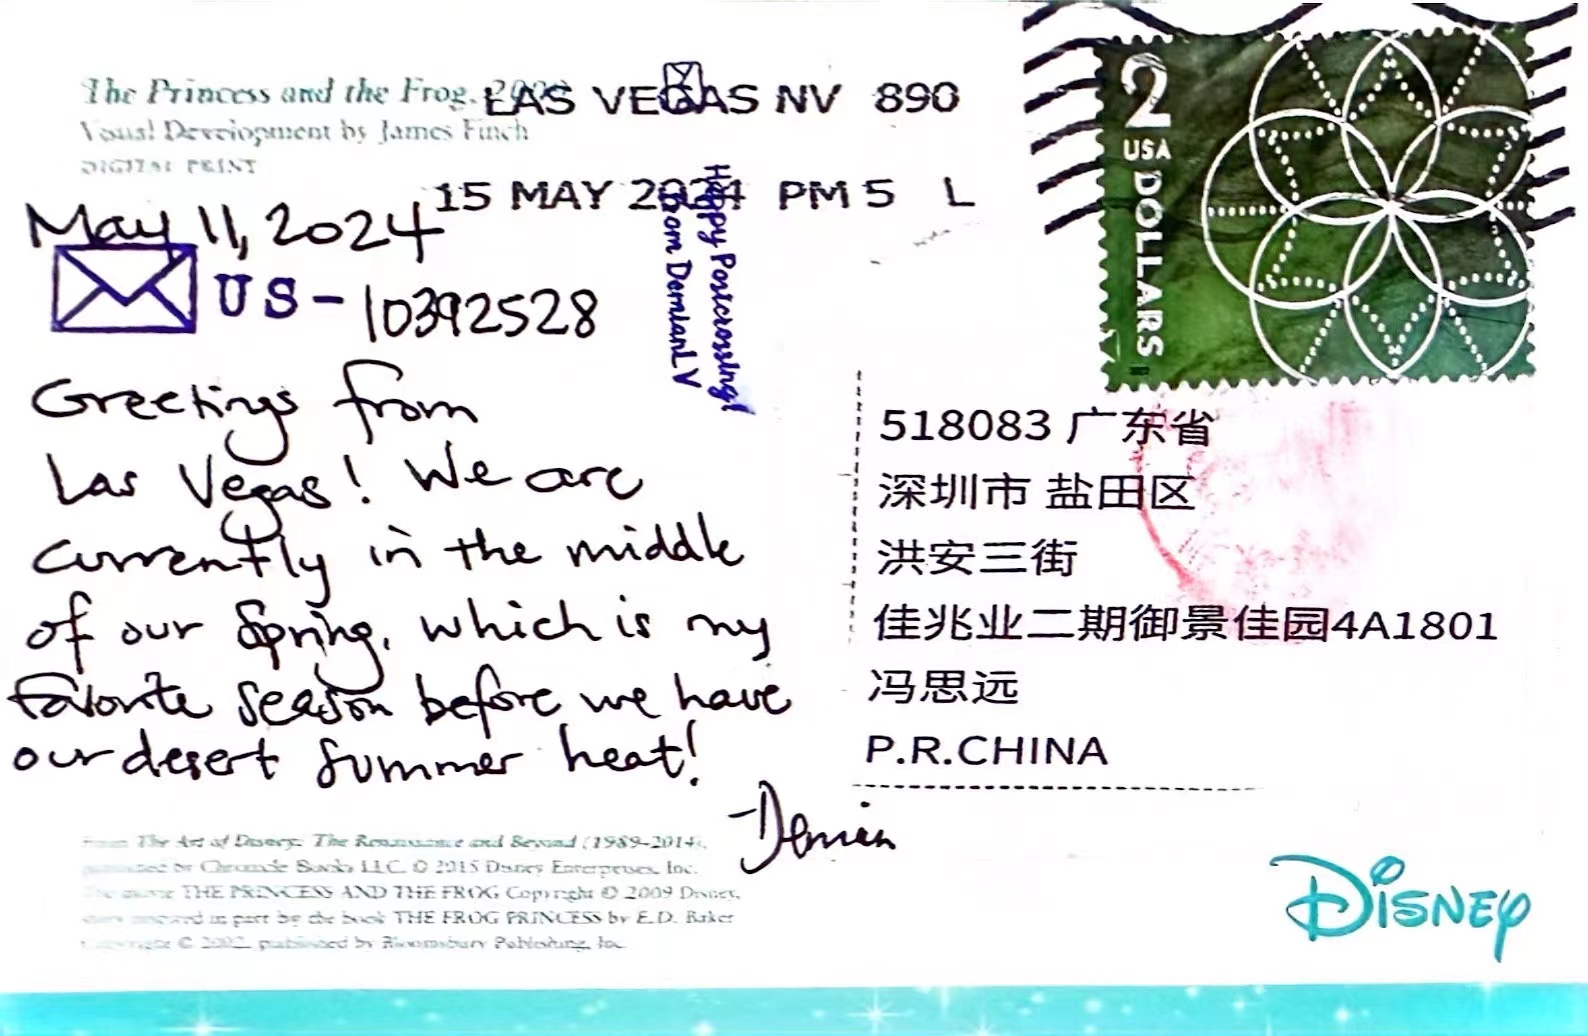 The Princess and the Frog,
Visual Development by James Finch
DIGITAL PRINT
LAS VEGAS NV 890
15 MAY 2024 PM 5 L
2
USA
DOLLARS
May 11, 2024
US-10392528
Happy Postcrossing!
from DemianLV
Greetings from
Las Vegas! We are
currently in the middle
of our Spring, which is my
favorite season before we have
our desert summer heat!
-Demian
518083 广东省
深圳市 盐田区
洪安三街
佳兆业二期御景佳园4A1801
冯思远
P.R.CHINA
From The Art of Disney: The Renaissance and Beyond (1989-2014),
published by Chronicle Books LLC. © 2015 Disney Enterprises, Inc.
The movie THE PRINCESS AND THE FROG Copyright © 2009 Disney,
story inspired in part by the book THE FROG PRINCESS by E.D. Baker
Copyright © 2002, published by Bloomsbury Publishing, Inc.
DISNEY